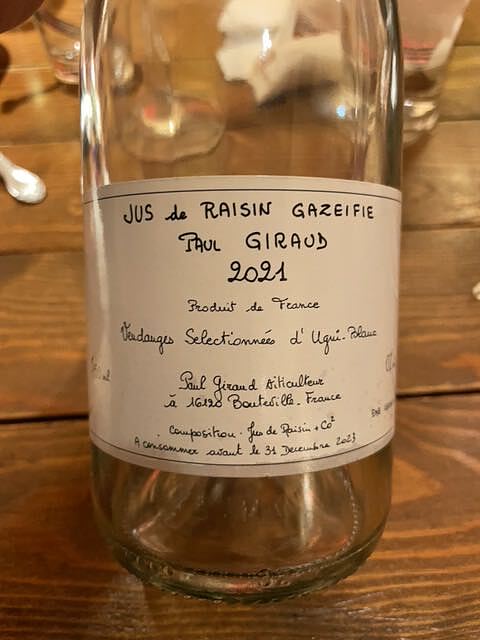 JUS de RAISIN GAZEIFIE
PAUL GIRAUD
2021
Produit de France
Vendanges Selectionnées d'Ugni-Blanc
Paul Giraud Viticulteur
à 16120 Bouteville-France
Composition. Jus de Raisin + CO²
A consommer avant le 31 Decembre 2023